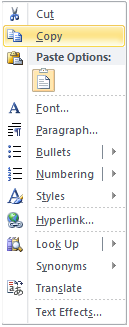 Cut
Copy
Paste Options:
Font...
Paragraph...
Bullets
Numbering
Styles
Hyperlink...
Look Up
Synonyms
Translate
Text Effects...